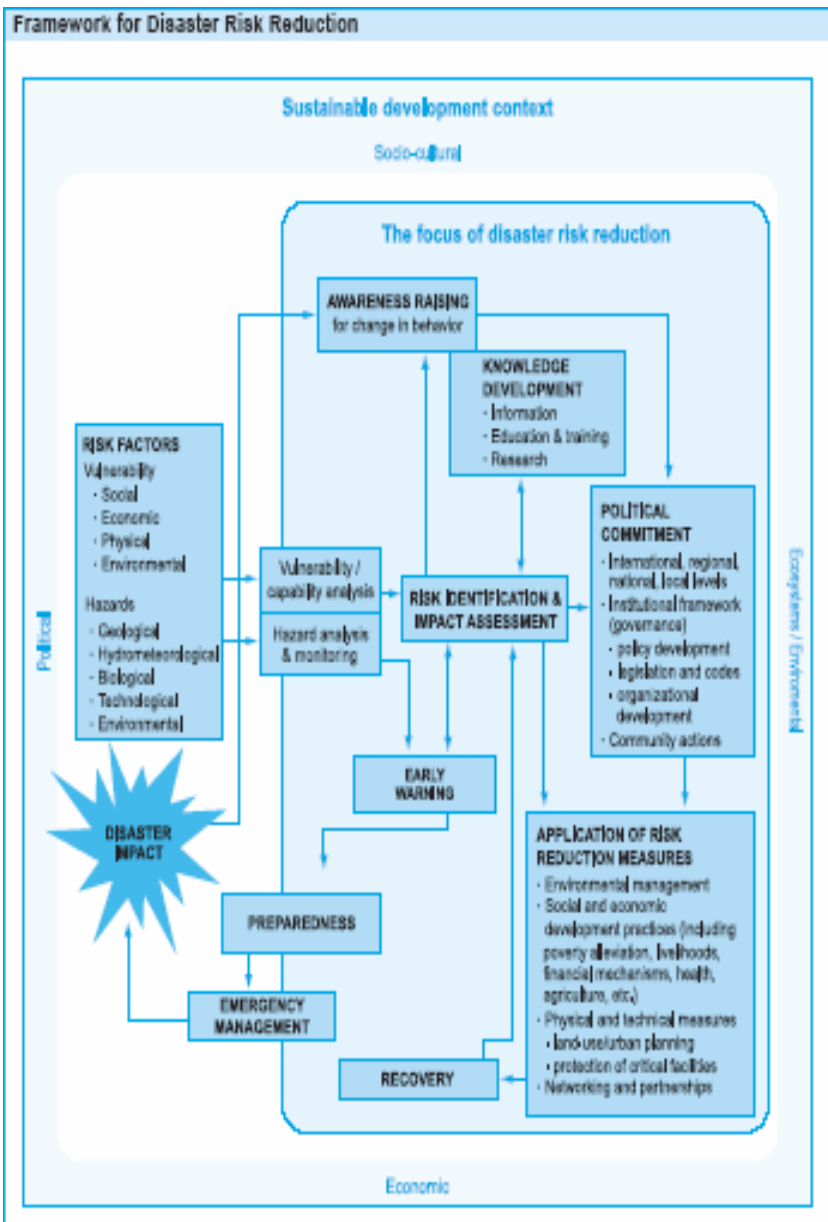 Framework for Disaster Risk Reduction
Sustainable development context
Socio-cultural
The focus of disaster risk reduction
AWARENESS RAISING
for change in behavior
KNOWLEDGE
DEVELOPMENT
· Information
· Education & training
· Research
RISK FACTORS
Vulnerability
· Social
· Economic
· Physical
· Environmental
Hazards
· Geological
· Hydrometeorological
· Biological
· Technological
· Environmental
Vulnerability /
capability analysis
Hazard analysis
& monitoring
RISK IDENTIFICATION &
IMPACT ASSESSMENT
POLITICAL
COMMITMENT
· International, regional,
national, local levels
· Institutional framework
(governance)
• policy development
• legislation and codes
• organizational
development
· Community actions
Political
Ecosystems / Enviromental
EARLY
WARNING
DISASTER
IMPACT
APPLICATION OF RISK
REDUCTION MEASURES
· Environmental management
· Social and economic
development practices (including
poverty alleviation, livelihoods,
financial mechanisms, health,
agriculture, etc.)
· Physical and technical measures
• land-use/urban planning
• protection of critical facilities
· Networking and partnerships
PREPAREDNESS
EMERGENCY
MANAGEMENT
RECOVERY
Economic